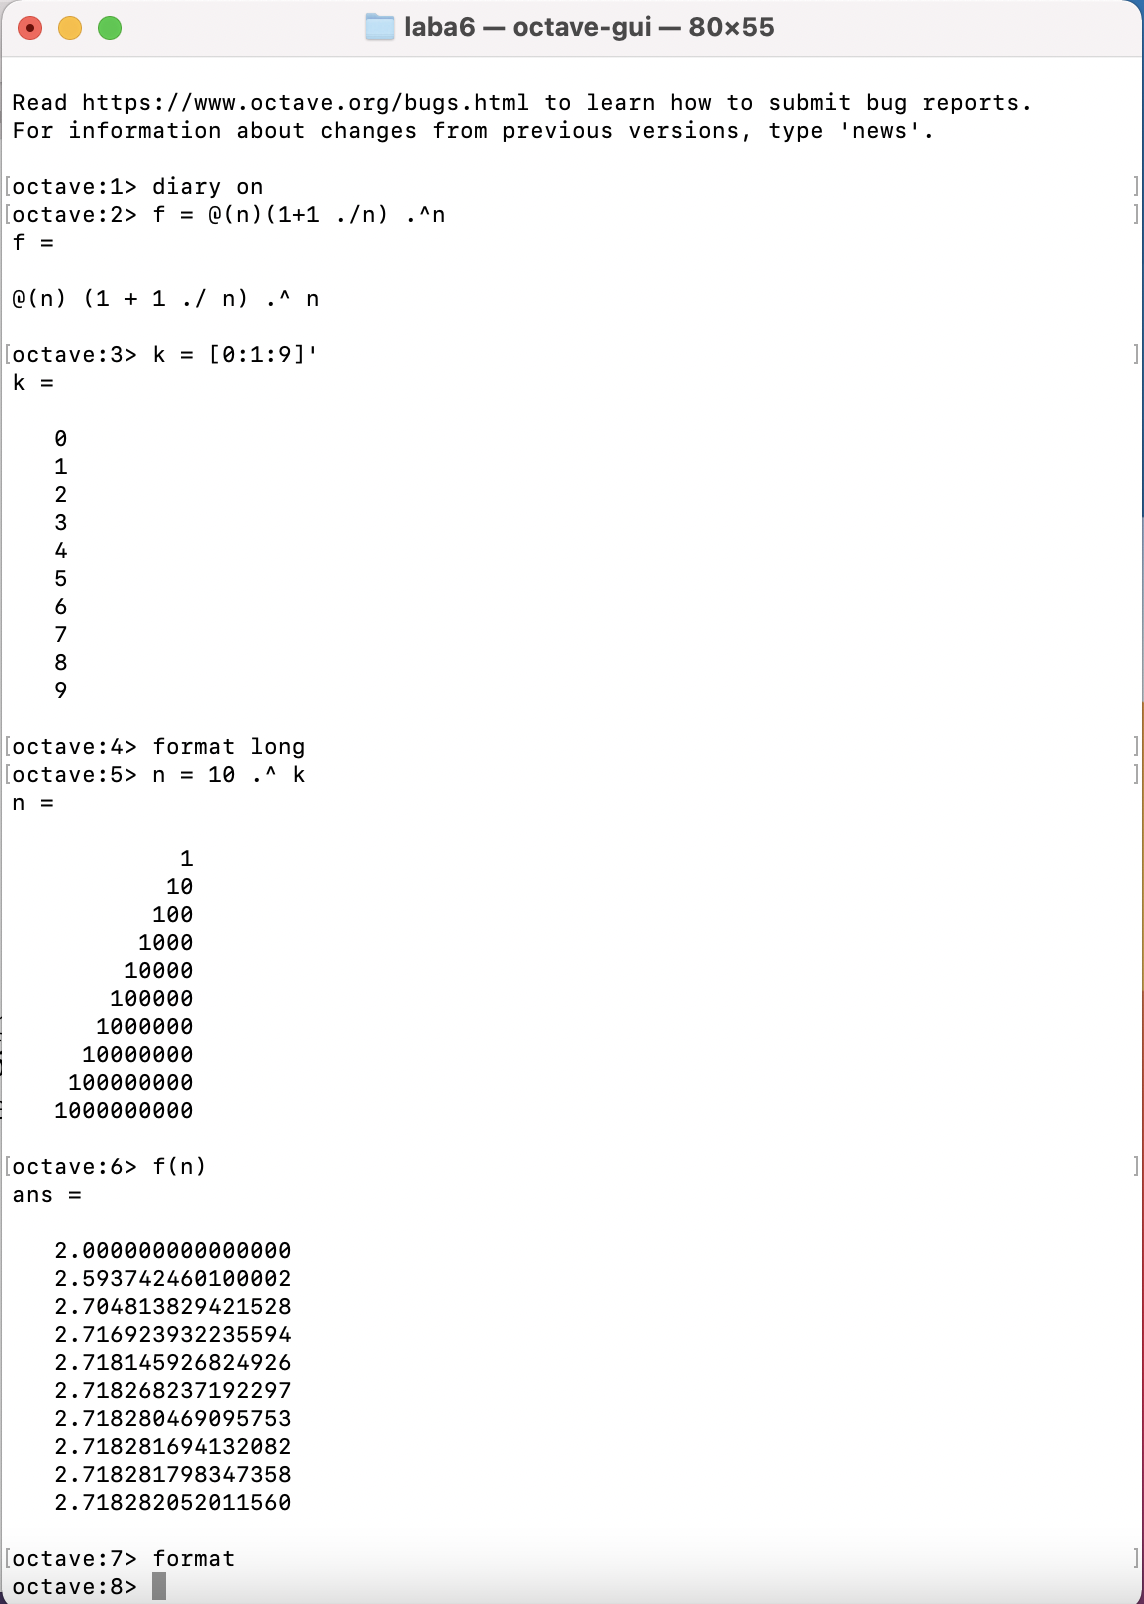 laba6 — octave-gui — 80×55
Read https://www.octave.org/bugs.html to learn how to submit bug reports.
For information about changes from previous versions, type 'news'.
[octave:1> diary on ]
[octave:2> f = @(n)(1+1 ./n) .^n ]
f =
@(n) (1 + 1 ./ n) .^ n
[octave:3> k = [0:1:9]' ]
k =
0
1
2
3
4
5
6
7
8
9
[octave:4> format long ]
[octave:5> n = 10 .^ k ]
n =
1
10
100
1000
10000
100000
1000000
10000000
100000000
1000000000
[octave:6> f(n) ]
ans =
2.000000000000000
2.593742460100002
2.704813829421528
2.716923932235594
2.718145926824926
2.718268237192297
2.718280469095753
2.718281694132082
2.718281798347358
2.718282052011560
[octave:7> format ]
octave:8>